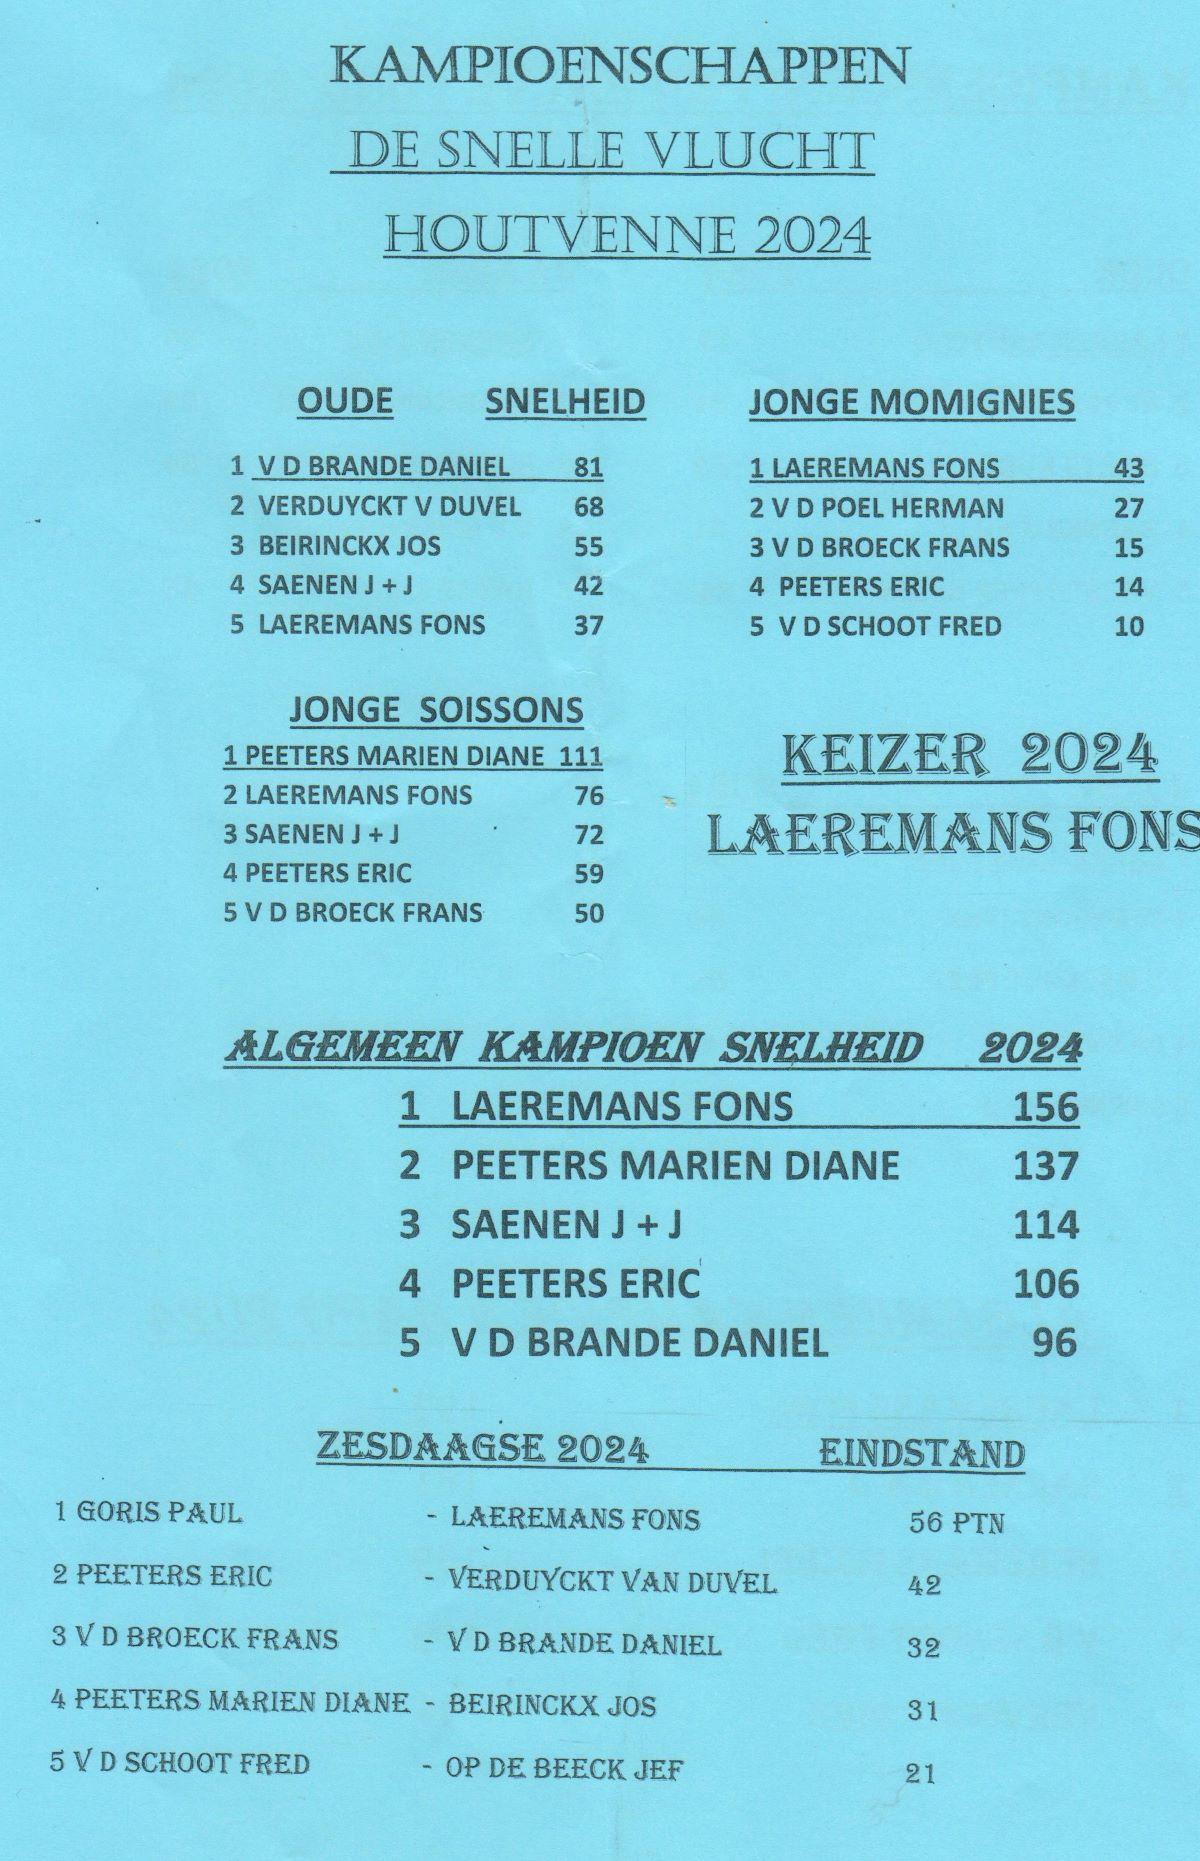 KAMPIOENSCHAPPEN
DE SNELLE VLUCHT
HOUTVENNE 2024
OUDE SNELHEID
1 V D BRANDE DANIEL 81
2 VERDUYCKT V DUVEL 68
3 BEIRINCKX JOS 55
4 SAENEN J + J 42
5 LAEREMANS FONS 37
JONGE MOMIGNIES
1 LAEREMANS FONS 43
2 V D POEL HERMAN 27
3 V D BROECK FRANS 15
4 PEETERS ERIC 14
5 V D SCHOOT FRED 10
JONGE SOISSONS
1 PEETERS MARIEN DIANE 111
2 LAEREMANS FONS 76
3 SAENEN J + J 72
4 PEETERS ERIC 59
5 V D BROECK FRANS 50
KEIZER 2024
LAEREMANS FONS
ALGEMEEN KAMPIOEN SNELHEID 2024
1 LAEREMANS FONS 156
2 PEETERS MARIEN DIANE 137
3 SAENEN J + J 114
4 PEETERS ERIC 106
5 V D BRANDE DANIEL 96
ZESDAAGSE 2024 EINDSTAND
1 GORIS PAUL - LAEREMANS FONS 56 PTN
2 PEETERS ERIC - VERDUYCKT VAN DUVEL 42
3 V D BROECK FRANS - V D BRANDE DANIEL 32
4 PEETERS MARIEN DIANE - BEIRINCKX JOS 31
5 V D SCHOOT FRED - OP DE BEECK JEF 21